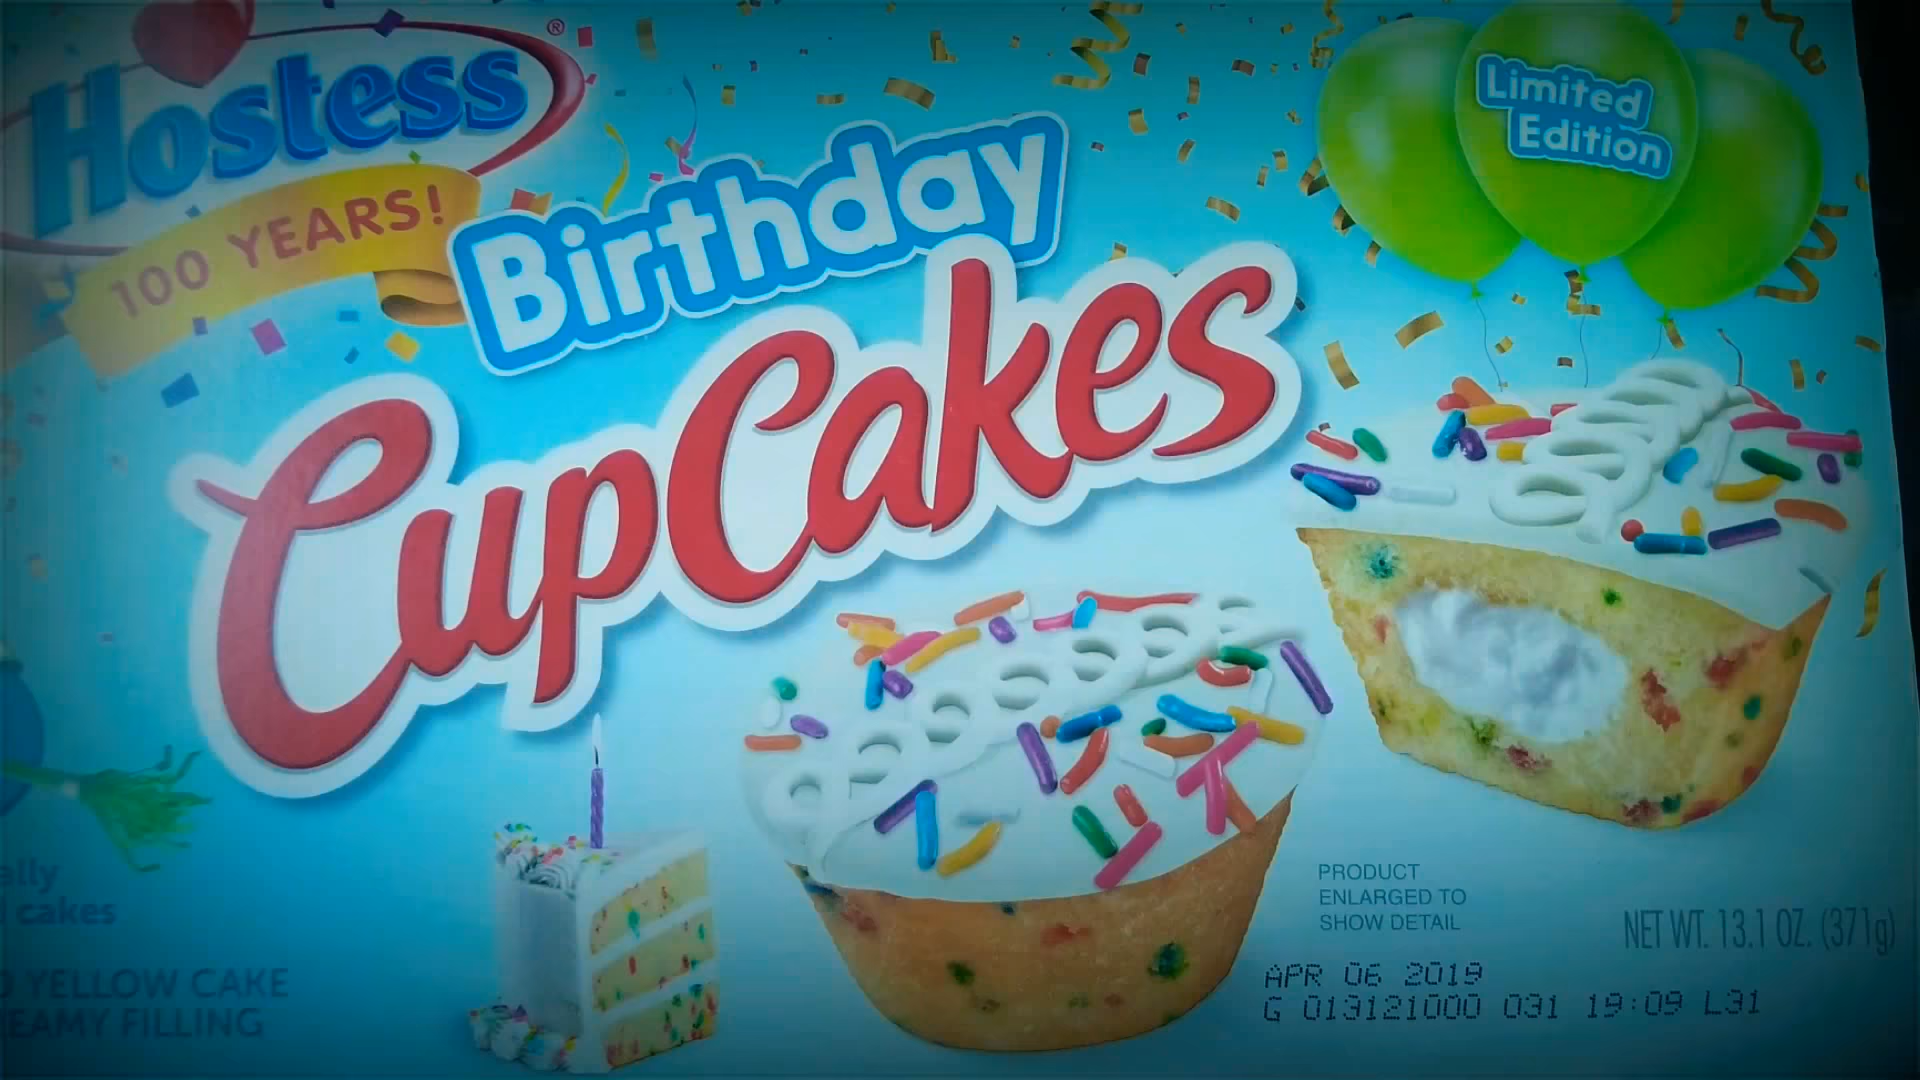 Hostess®
100 YEARS!
Birthday
CupCakes
Limited
Edition
cakes
YELLOW CAKE
FILLING
PRODUCT
ENLARGED TO
SHOW DETAIL
NET WT. 13.1 OZ. (371g)
APR 06 2019
G 013121000 031 19:09 L31